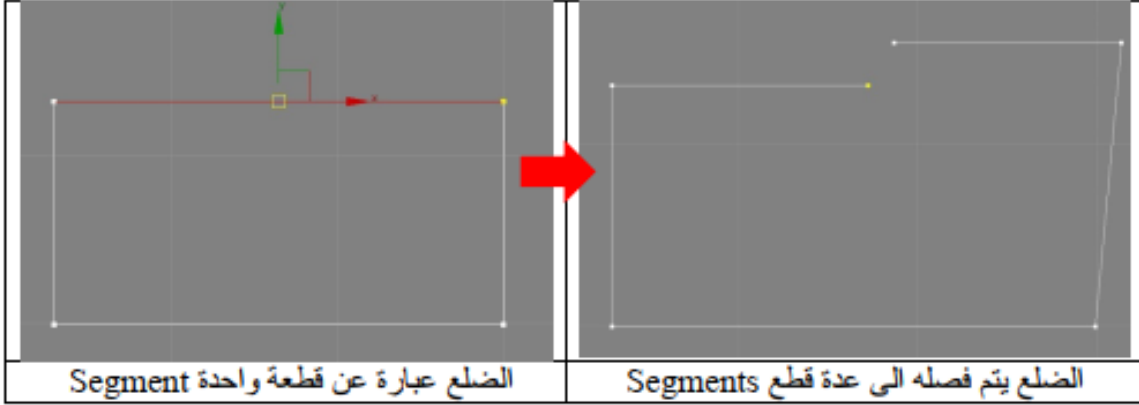 y
x
الضلع عبارة عن قطعة واحدة Segment
الضلع يتم فصله الى عدة قطع Segments